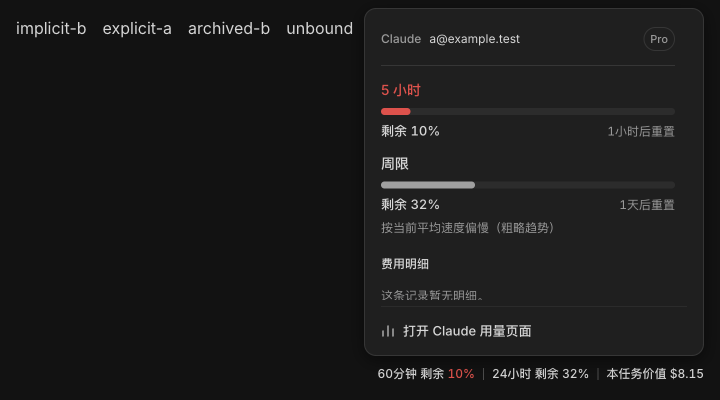 implicit-b explicit-a archived-b unbound
Claude a@example.test Pro
5 小时
剩余 10% 1小时后重置
周限
剩余 32% 1天后重置
按当前平均速度偏慢（粗略趋势）
费用明细
这条记录暂无明细。
打开 Claude 用量页面
60分钟 剩余 10% | 24小时 剩余 32% | 本任务价值 $8.15